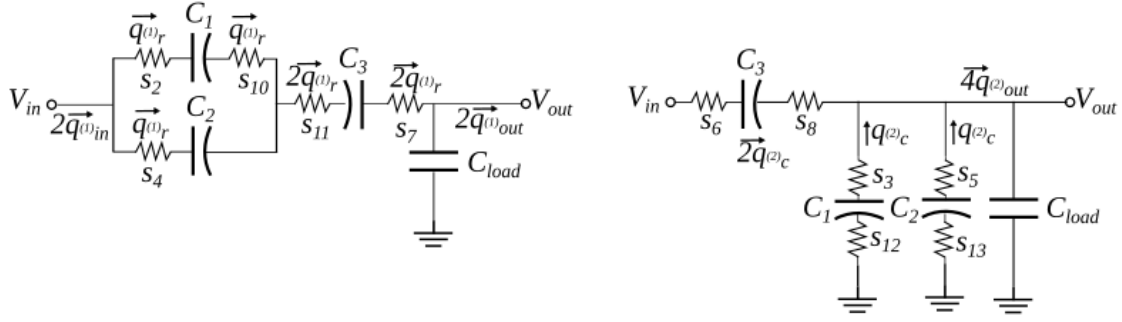 C1
q(1)r
q(1)r
s2
s10
C3
2q(1)r
2q(1)r
Vin
2q(1)in
q(1)r
C2
s11
s7
Vout
2q(1)out
s4
Cload
C3
Vin
s6
s8
2q(2)c
4q(2)out
Vout
q(2)c
q(2)c
s3
s5
C1
C2
Cload
s12
s13